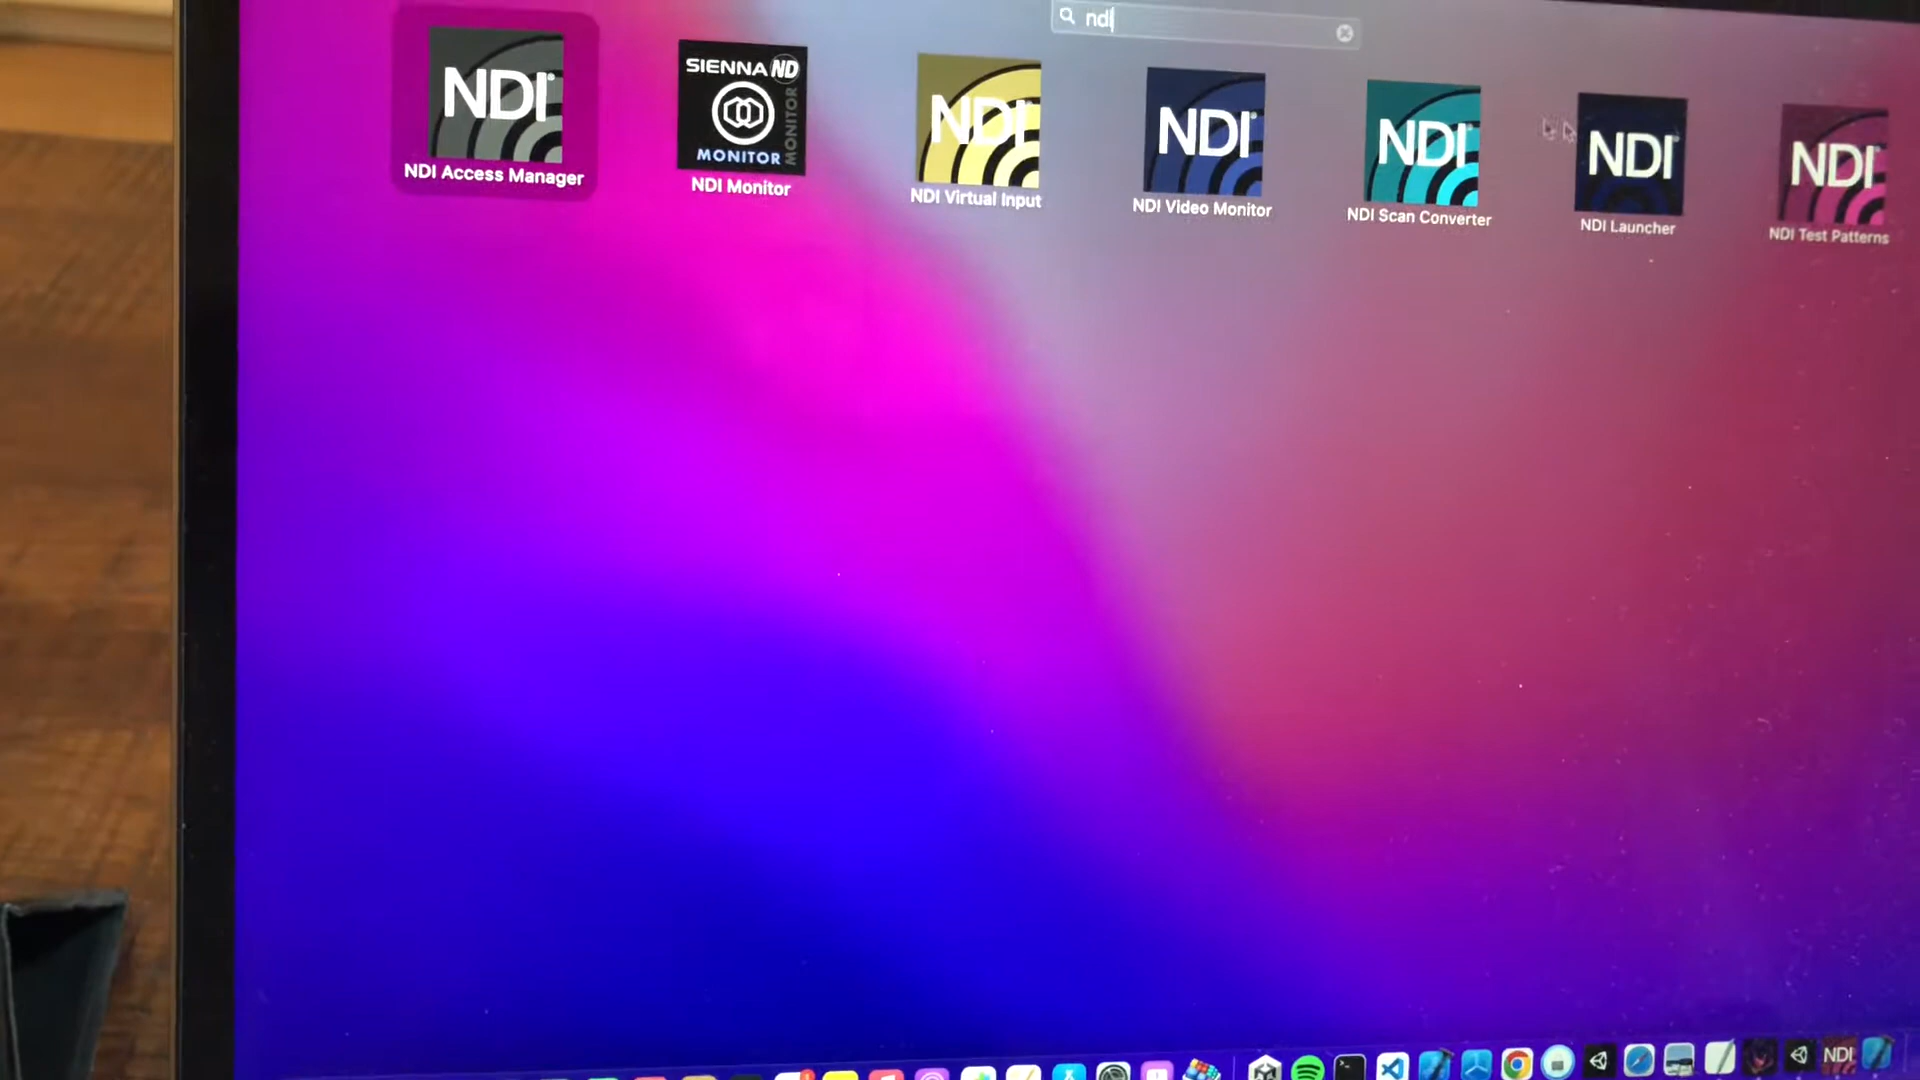 ndi
NDI
NDI Access Manager
SIENNA ND
MONITOR
MONITOR
NDI Monitor
NDI
NDI Virtual Input
NDI
NDI Video Monitor
NDI
NDI Scan Converter
NDI
NDI Launcher
NDI
NDI Test Patterns
NDI